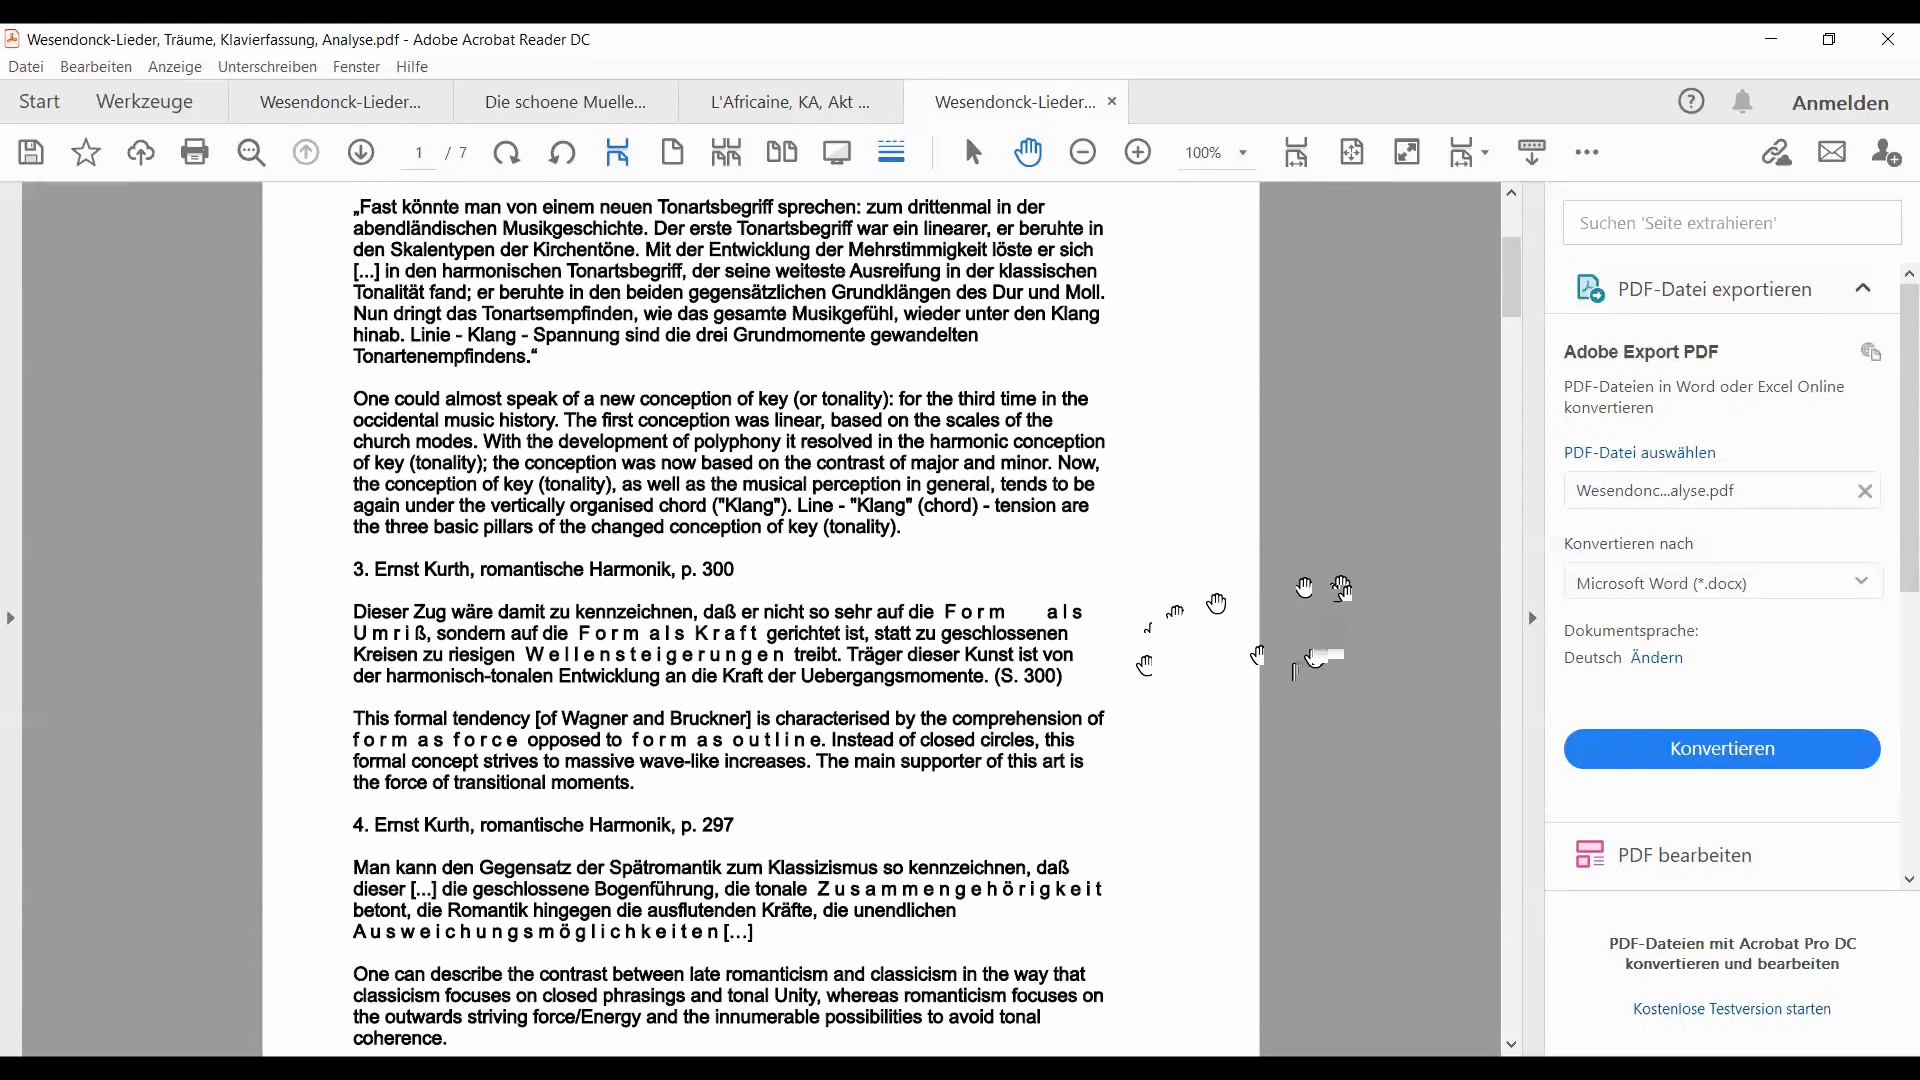 Wesendonck-Lieder, Träume, Klavierfassung, Analyse.pdf - Adobe Acrobat Reader DC
Datei Bearbeiten Anzeige Unterschreiben Fenster Hilfe
Start Werkzeuge Wesendonck-Lieder... Die schoene Muelle... L'Africaine, KA, Akt ... Wesendonck-Lieder... Anmelden
1 / 7 100%
„Fast könnte man von einem neuen Tonartsbegriff sprechen: zum drittenmal in der
abendländischen Musikgeschichte. Der erste Tonartsbegriff war ein linearer, er beruhte in
den Skalentypen der Kirchentöne. Mit der Entwicklung der Mehrstimmigkeit löste er sich
[...] in den harmonischen Tonartsbegriff, der seine weiteste Ausreifung in der klassischen
Tonalität fand; er beruhte in den beiden gegensätzlichen Grundklängen des Dur und Moll.
Nun dringt das Tonartsempfinden, wie das gesamte Musikgefühl, wieder unter den Klang
hinab. Linie - Klang - Spannung sind die drei Grundmomente gewandelten
Tonartenempfindens.“
One could almost speak of a new conception of key (or tonality): for the third time in the
occidental music history. The first conception was linear, based on the scales of the
church modes. With the development of polyphony it resolved in the harmonic conception
of key (tonality); the conception was now based on the contrast of major and minor. Now,
the conception of key (tonality), as well as the musical perception in general, tends to be
again under the vertically organised chord ("Klang"). Line - "Klang" (chord) - tension are
the three basic pillars of the changed conception of key (tonality).
3. Ernst Kurth, romantische Harmonik, p. 300
Dieser Zug wäre damit zu kennzeichnen, daß er nicht so sehr auf die F o r m a l s
U m r i ß, sondern auf die F o r m a l s K r a f t gerichtet ist, statt zu geschlossenen
Kreisen zu riesigen W e l l e n s t e i g e r u n g e n treibt. Träger dieser Kunst ist von
der harmonisch-tonalen Entwicklung an die Kraft der Uebergangsmomente. (S. 300)
This formal tendency [of Wagner and Bruckner] is characterised by the comprehension of
f o r m a s f o r c e opposed to f o r m a s o u t l i n e. Instead of closed circles, this
formal concept strives to massive wave-like increases. The main supporter of this art is
the force of transitional moments.
4. Ernst Kurth, romantische Harmonik, p. 297
Man kann den Gegensatz der Spätromantik zum Klassizismus so kennzeichnen, daß
dieser [...] die geschlossene Bogenführung, die tonale Z u s a m m e n g e h ö r i g k e i t
betont, die Romantik hingegen die ausflutenden Kräfte, die unendlichen
A u s w e i c h u n g s m ö g l i c h k e i t e n [...]
One can describe the contrast between late romanticism and classicism in the way that
classicism focuses on closed phrasings and tonal Unity, whereas romanticism focuses on
the outwards striving force/Energy and the innumerable possibilities to avoid tonal
coherence.
Suchen 'Seite extrahieren'
PDF-Datei exportieren
Adobe Export PDF
PDF-Dateien in Word oder Excel Online
konvertieren
PDF-Datei auswählen
Wesendonc...alyse.pdf
Konvertieren nach
Microsoft Word (*.docx)
Dokumentsprache:
Deutsch Ändern
Konvertieren
PDF bearbeiten
PDF-Dateien mit Acrobat Pro DC
konvertieren und bearbeiten
Kostenlose Testversion starten